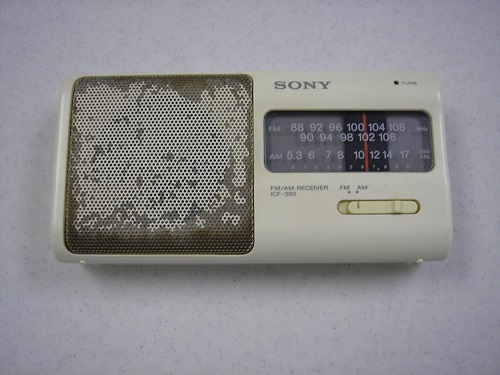 SONY
TUNE
FM 88 92 96 100 104 108 MHz
90 94 98 102 106
AM 5.3 6 7 8 10 12 14 17
FM/AM RECEIVER
ICF-380
FM AM